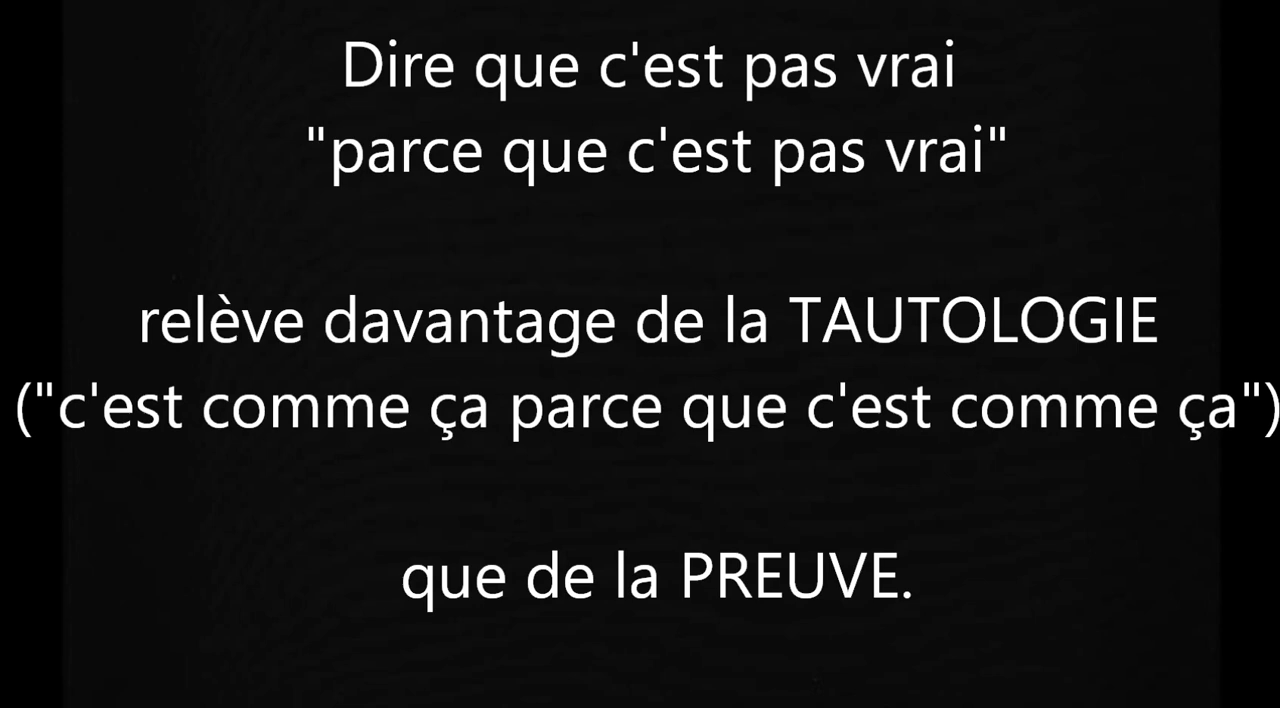 Dire que c'est pas vrai
"parce que c'est pas vrai"
relève davantage de la TAUTOLOGIE
("c'est comme ça parce que c'est comme ça")
que de la PREUVE.